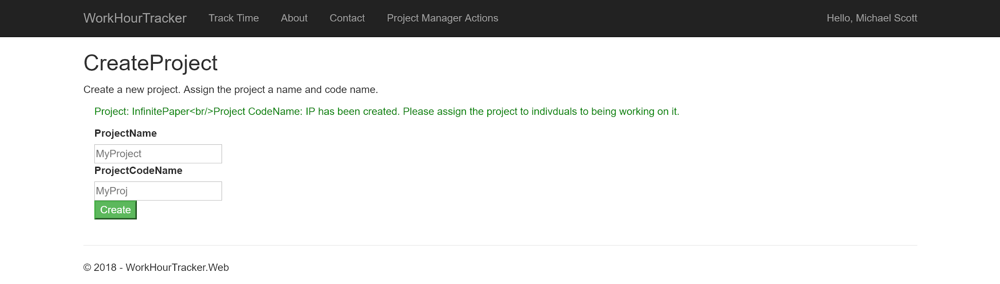 WorkHourTracker Track Time About Contact Project Manager Actions Hello, Michael Scott
CreateProject
Create a new project. Assign the project a name and code name.
Project: InfinitePaper<br/>Project CodeName: IP has been created. Please assign the project to indivduals to being working on it.
ProjectName
MyProject
ProjectCodeName
MyProj
Create
© 2018 - WorkHourTracker.Web